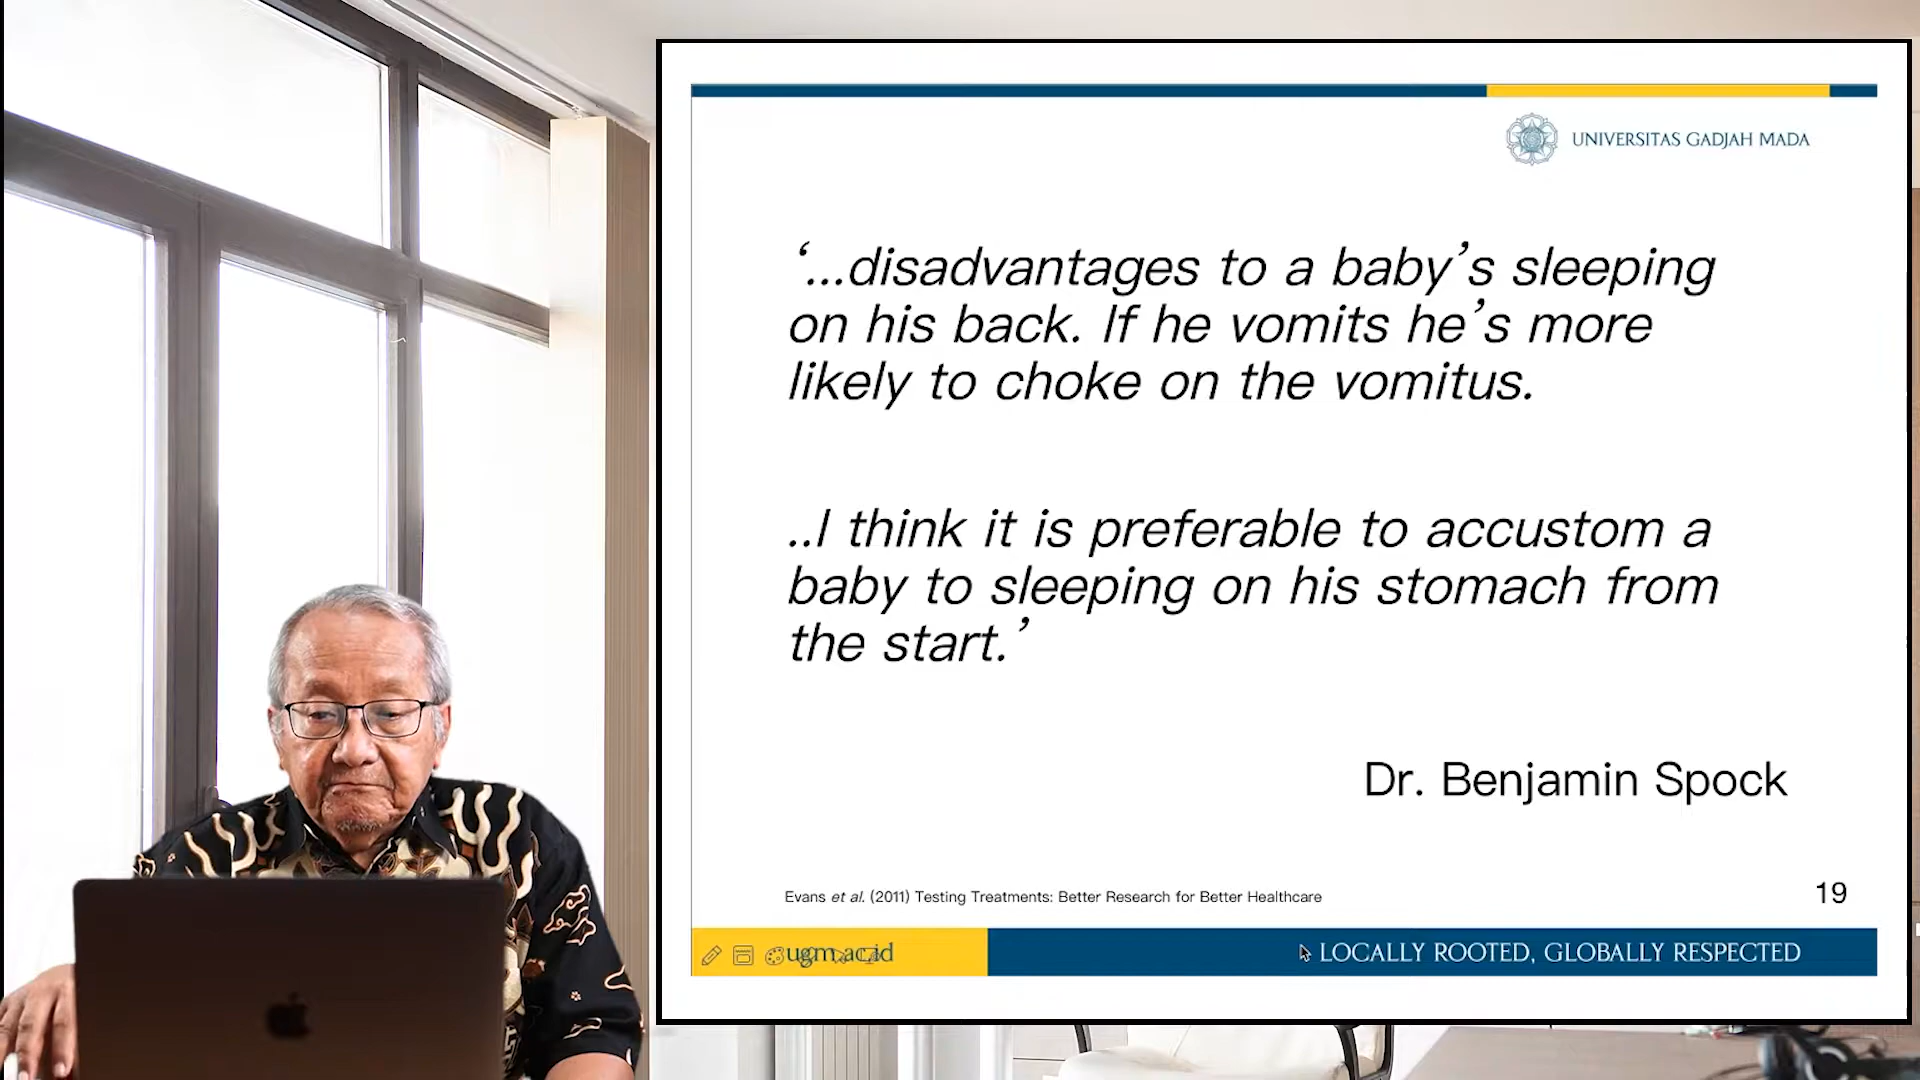 UNIVERSITAS GADJAH MADA
‘...disadvantages to a baby’s sleeping
on his back. If he vomits he’s more
likely to choke on the vomitus.
..I think it is preferable to accustom a
baby to sleeping on his stomach from
the start.’
Dr. Benjamin Spock
Evans et al. (2011) Testing Treatments: Better Research for Better Healthcare
19
ugm.ac.id
LOCALLY ROOTED, GLOBALLY RESPECTED